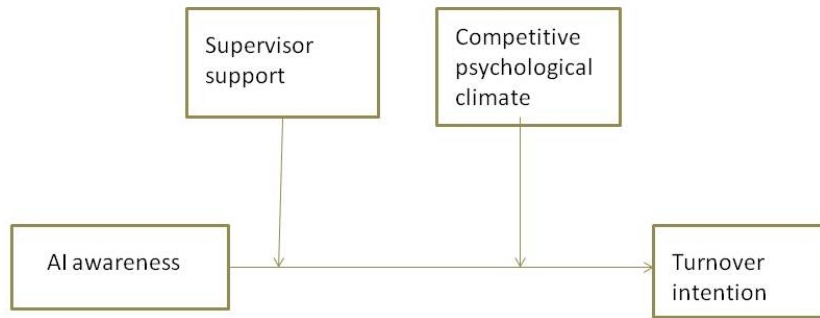 Supervisor
support
Competitive
psychological
climate
AI awareness
Turnover
intention